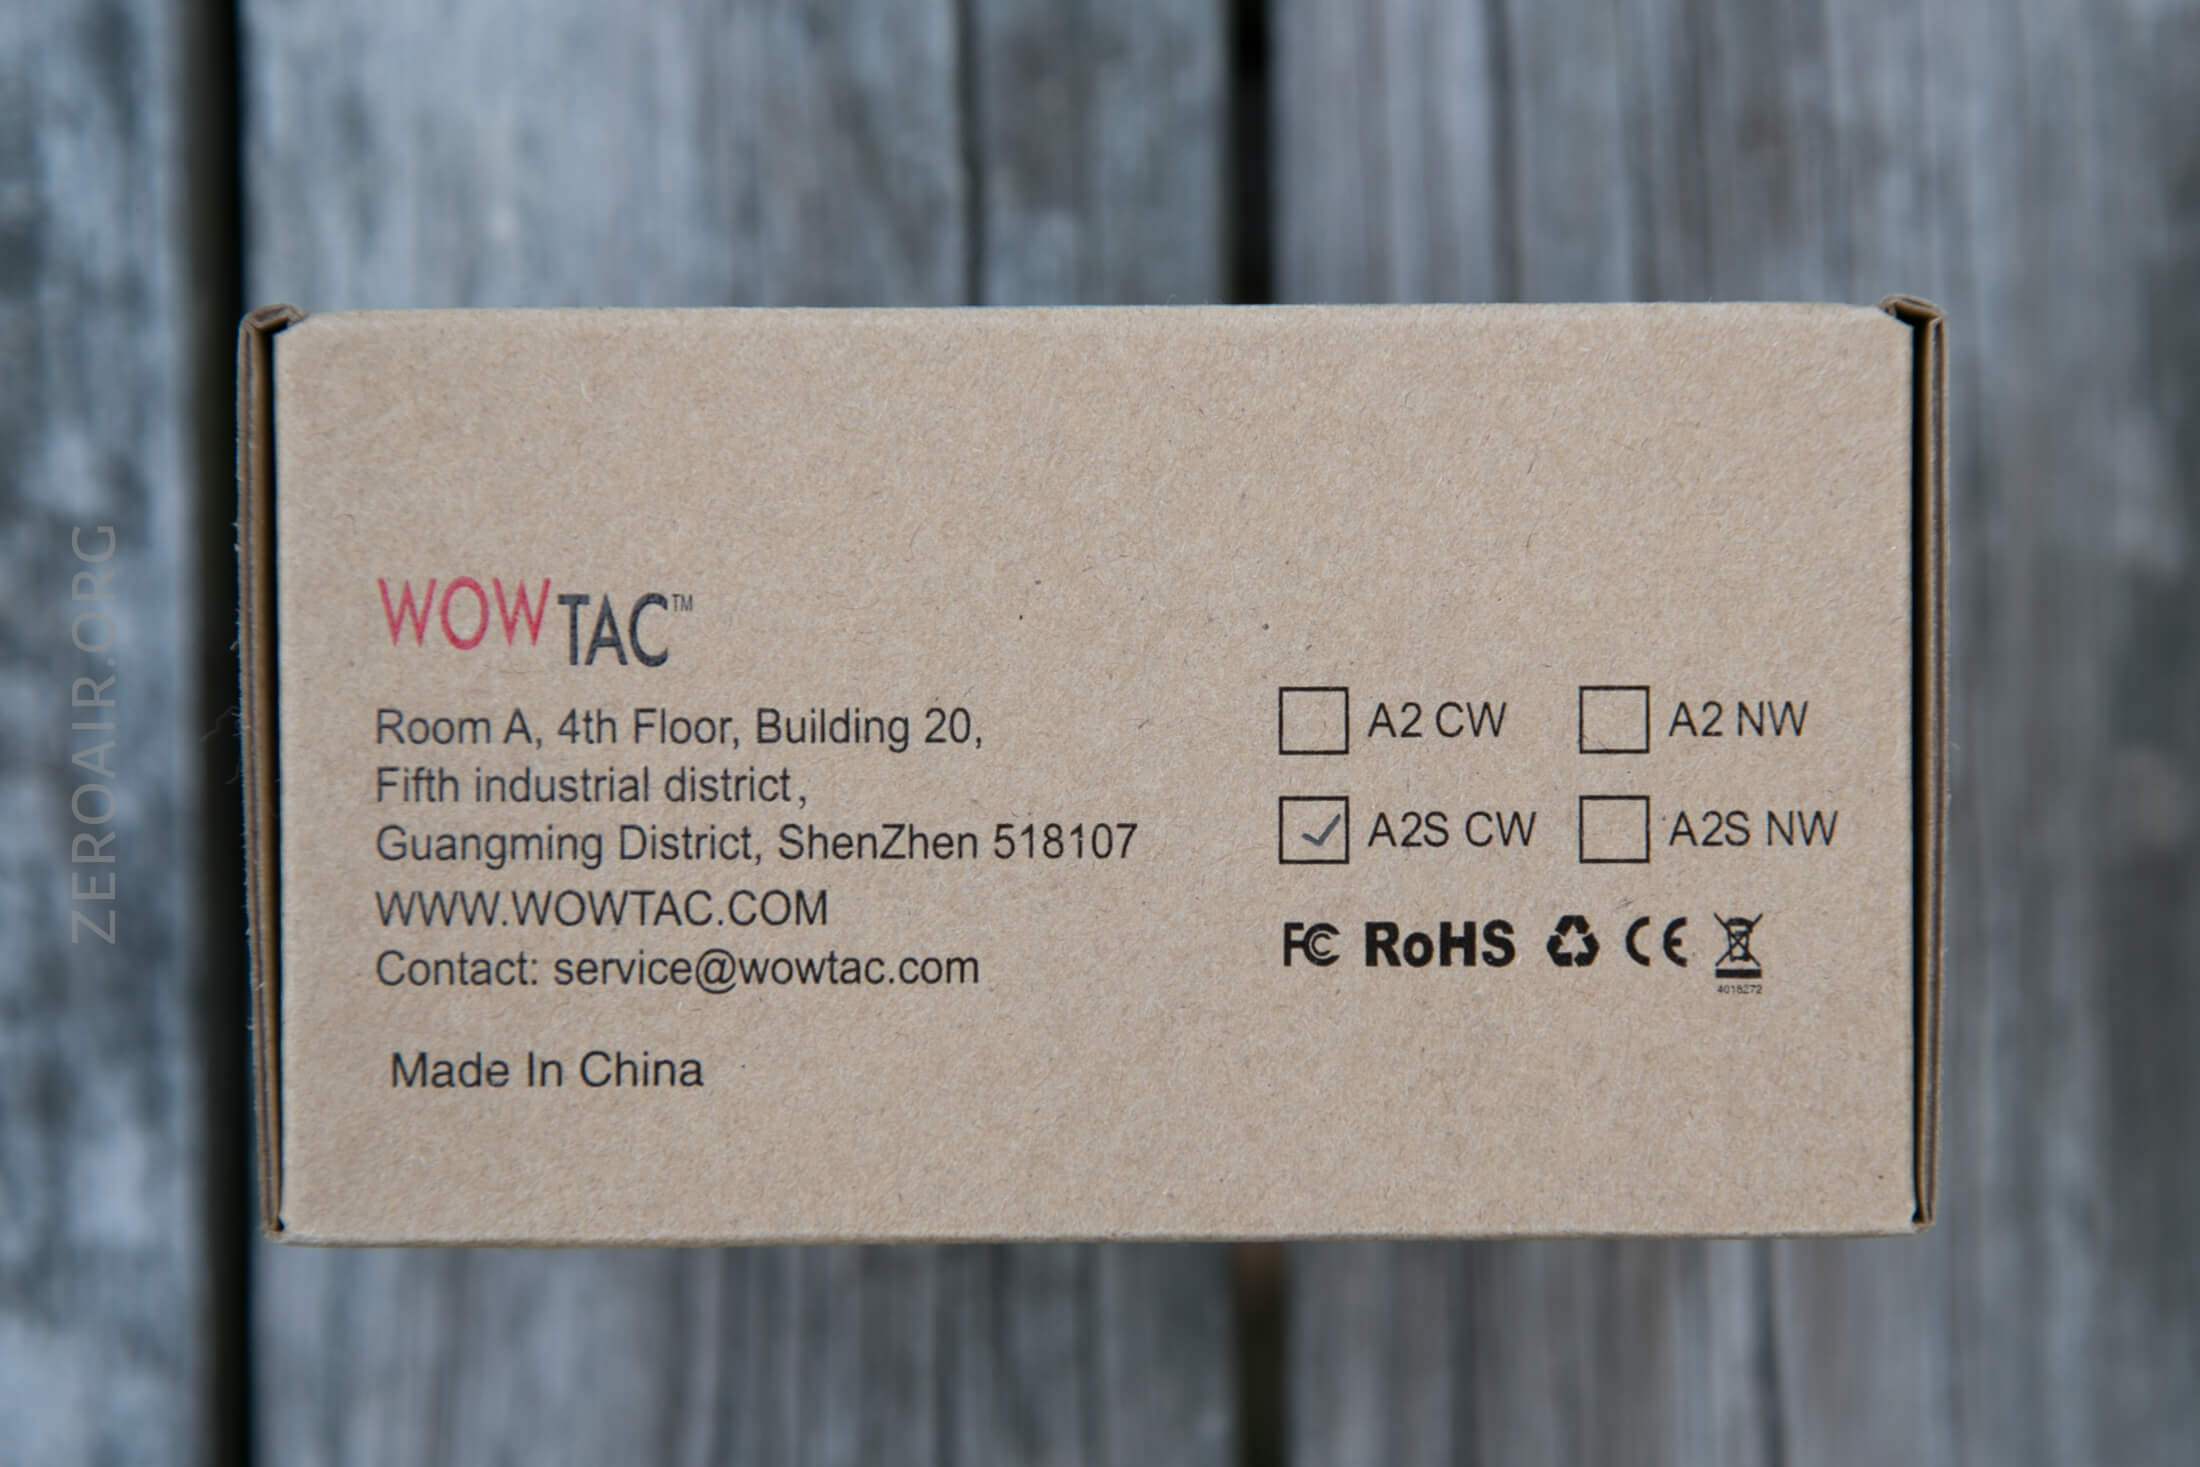 ZEROAIR.ORG
WOWTAC™
Room A, 4th Floor, Building 20,
Fifth industrial district,
Guangming District, ShenZhen 518107
WWW.WOWTAC.COM
Contact: service@wowtac.com
Made In China
A2 CW A2 NW
A2S CW A2S NW
FC RoHS CE
4018272